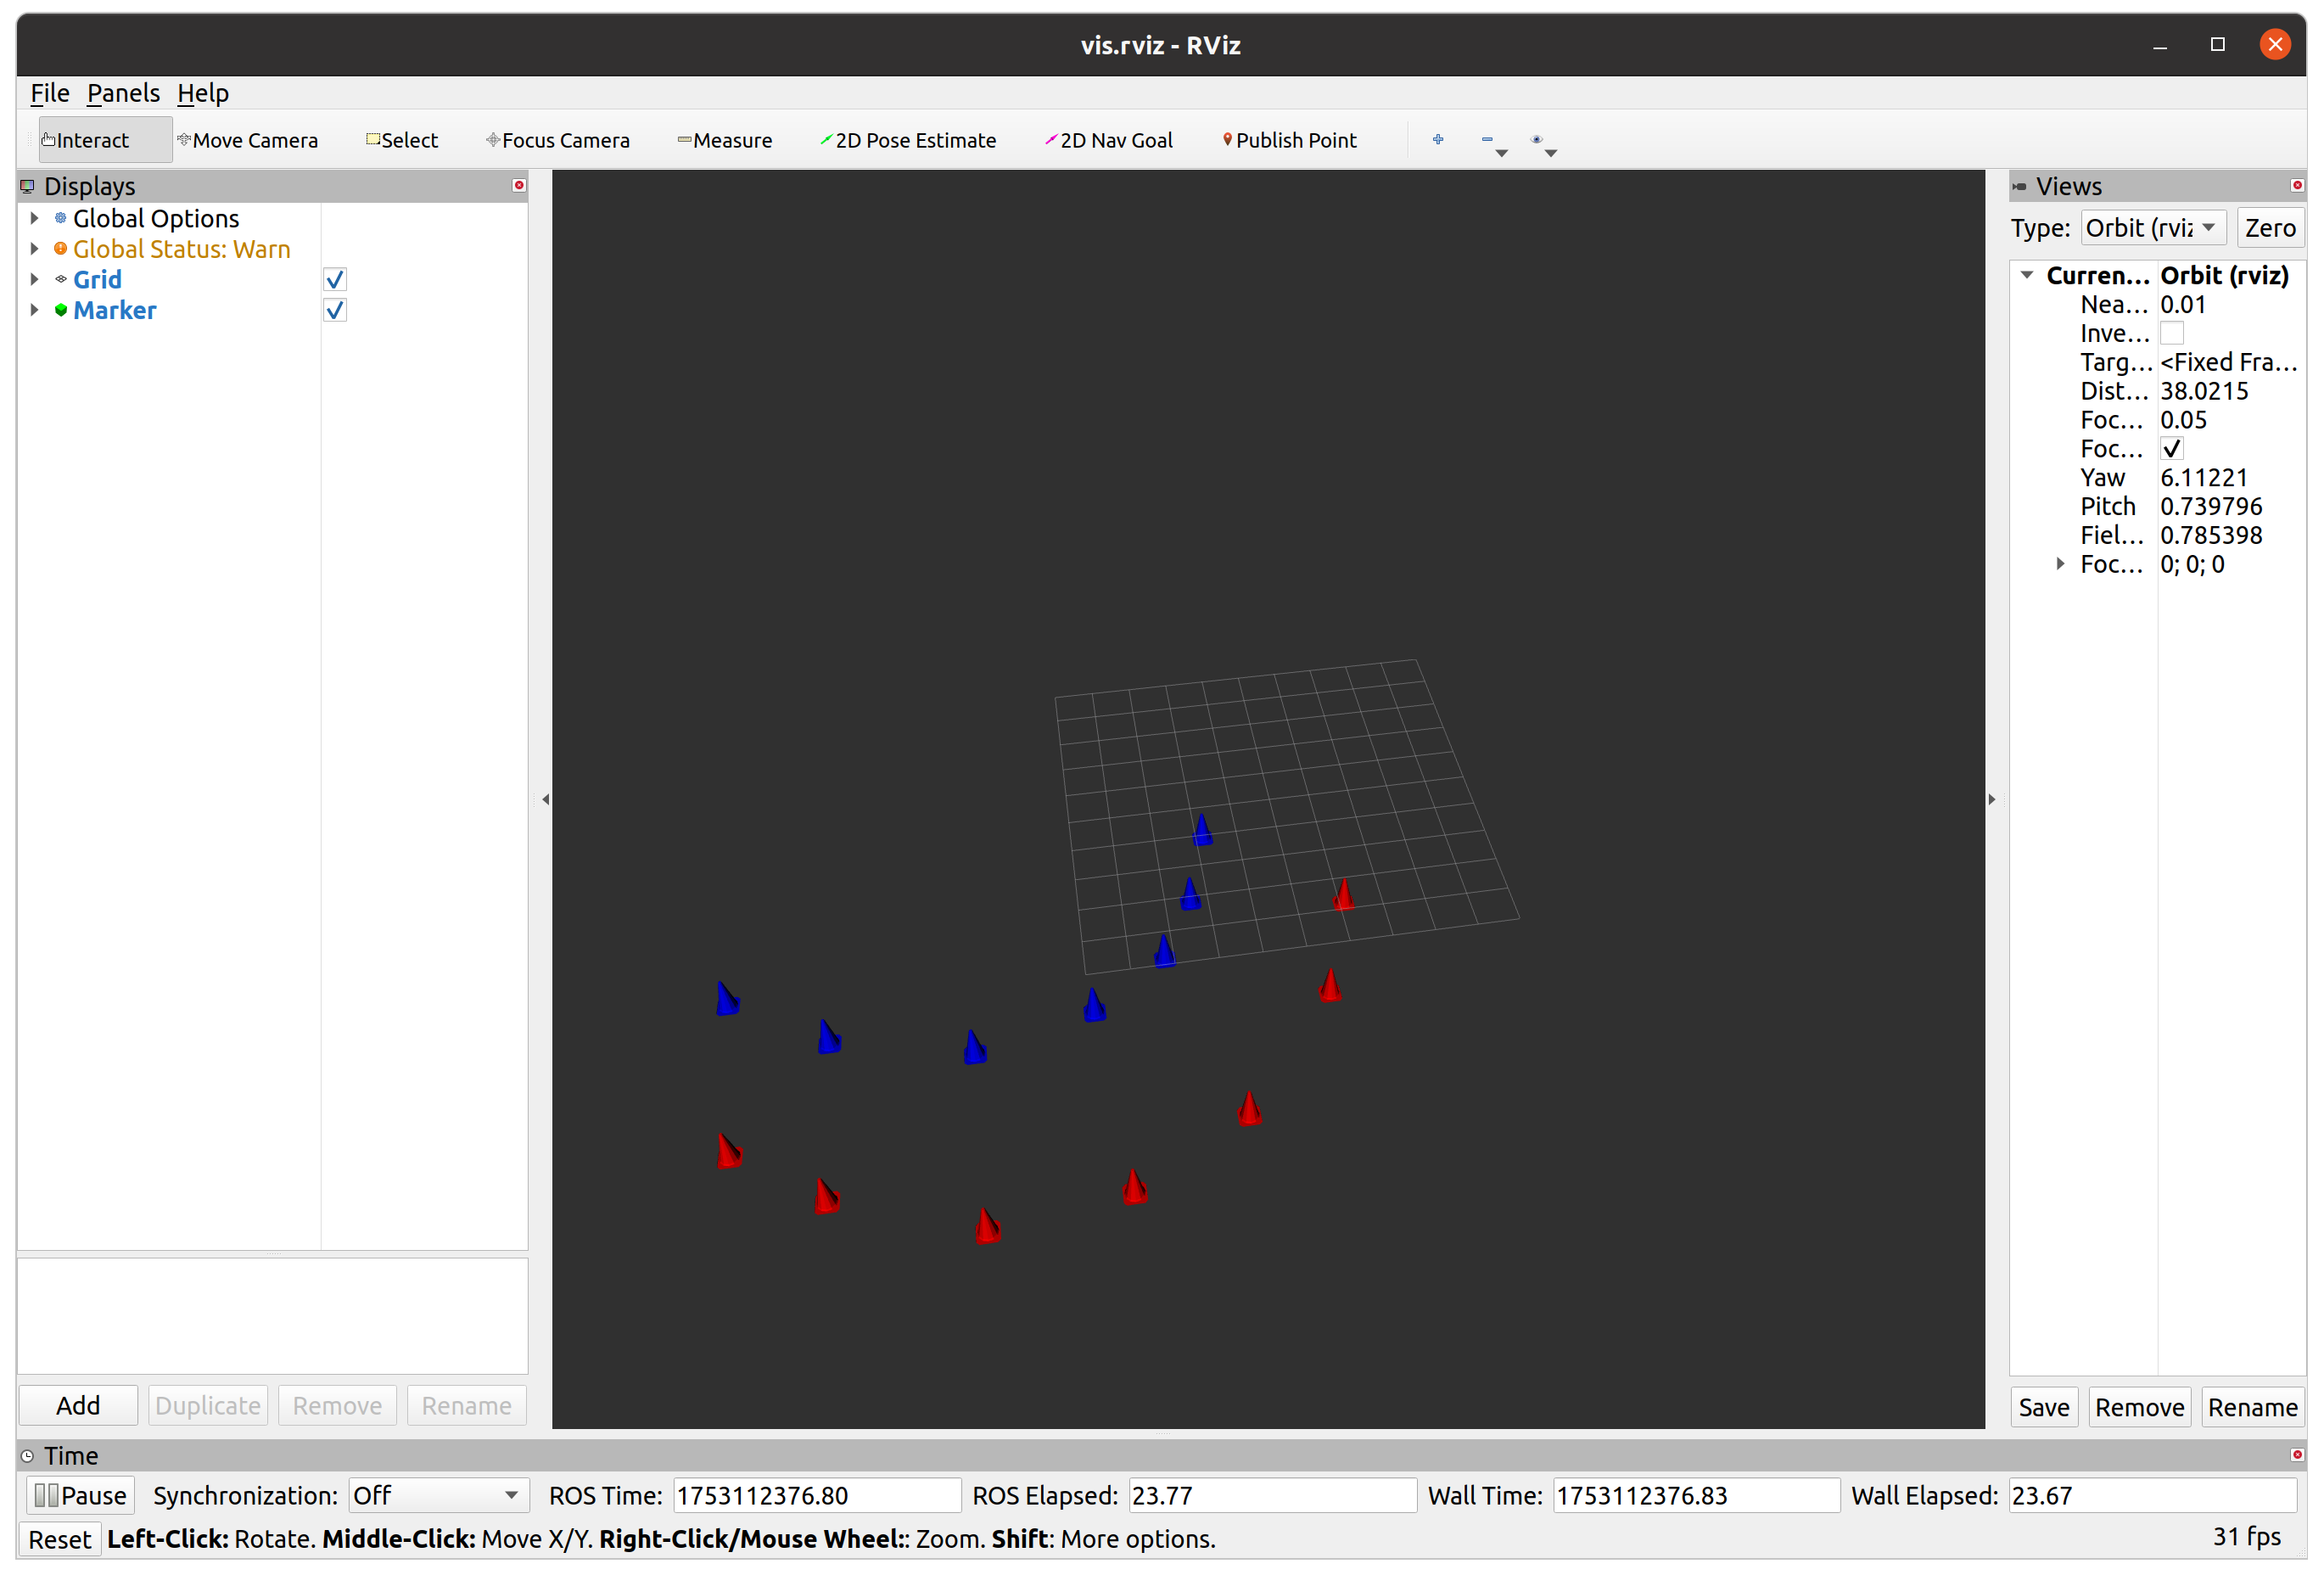 vis.rviz - RViz
File Panels Help
Interact Move Camera Select Focus Camera Measure 2D Pose Estimate 2D Nav Goal Publish Point
Displays
Global Options
Global Status: Warn
Grid
Marker
Add Duplicate Remove Rename
Views
Type: Orbit (rviz Zero
Curren... Orbit (rviz)
Nea... 0.01
Inve...
Targ... <Fixed Fra...
Dist... 38.0215
Foc... 0.05
Foc...
Yaw 6.11221
Pitch 0.739796
Fiel... 0.785398
Foc... 0; 0; 0
Save Remove Rename
Time
Pause Synchronization: Off ROS Time: 1753112376.80 ROS Elapsed: 23.77 Wall Time: 1753112376.83 Wall Elapsed: 23.67
Reset Left-Click: Rotate. Middle-Click: Move X/Y. Right-Click/Mouse Wheel:: Zoom. Shift: More options. 31 fps